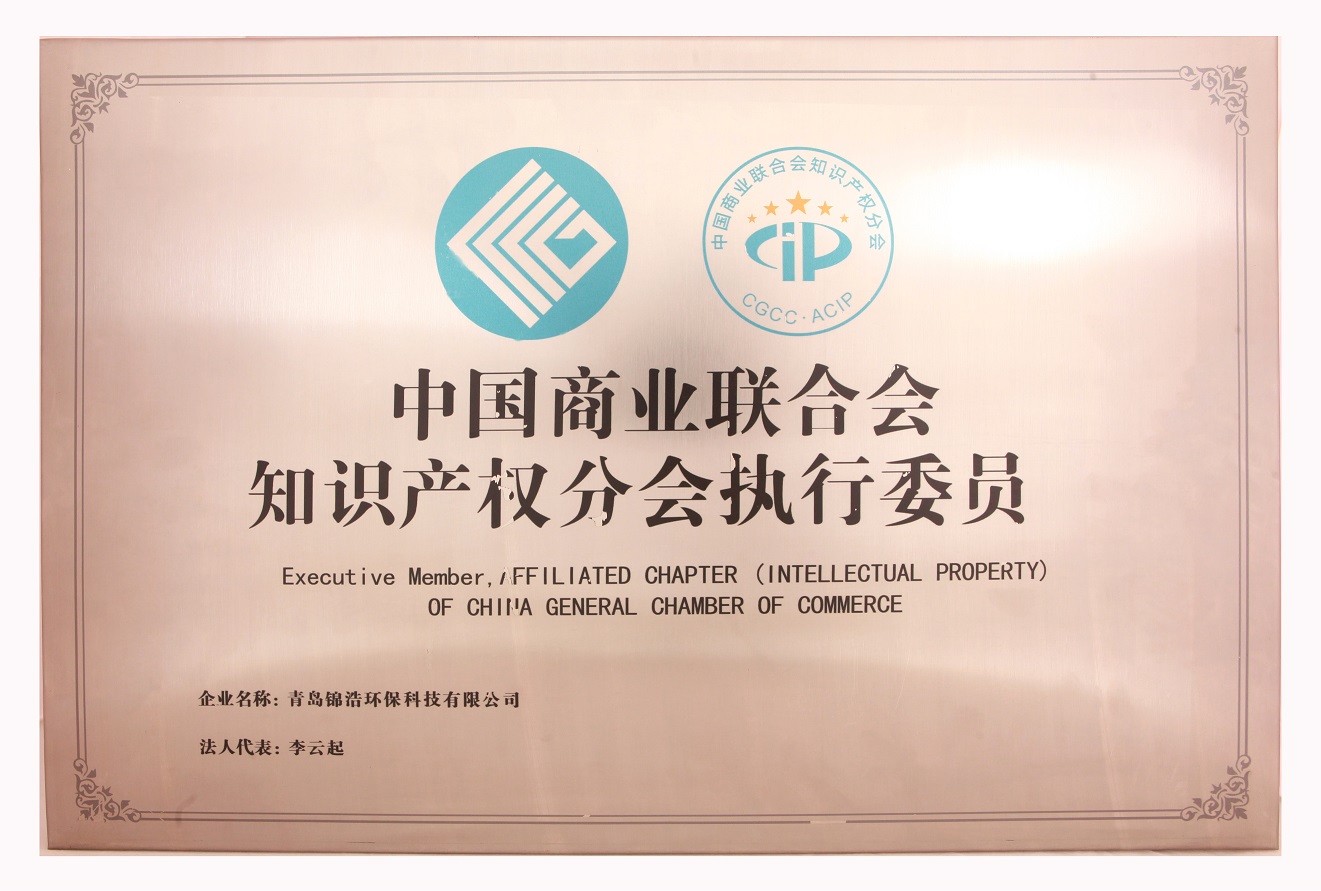 中国商业联合会知识产权分会
CGCC·ACIP
中国商业联合会
知识产权分会执行委员
Executive Member,AFFILIATED CHAPTER (INTELLECTUAL PROPERTY)
OF CHINA GENERAL CHAMBER OF COMMERCE
企业名称: 青岛锦浩环保科技有限公司
法人代表: 李云起